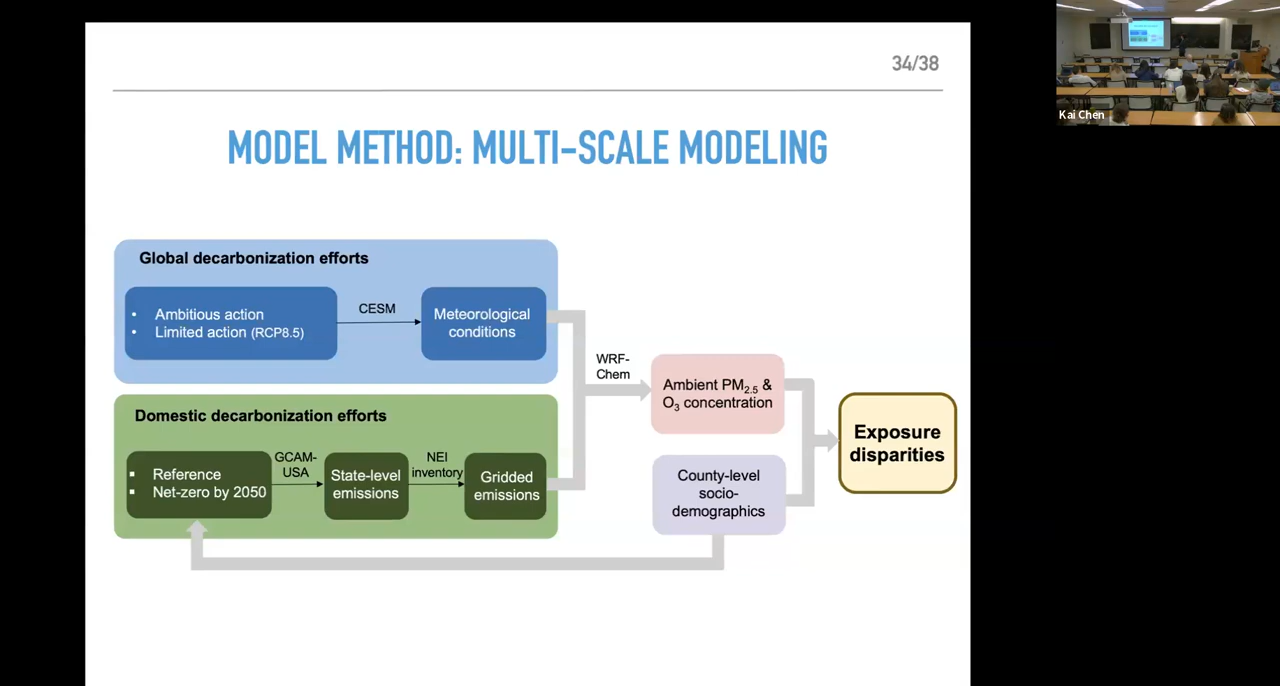 34/38
MODEL METHOD: MULTI-SCALE MODELING
Global decarbonization efforts
• Ambitious action
• Limited action (RCP8.5)
CESM
Meteorological
conditions
Domestic decarbonization efforts
▪ Reference
▪ Net-zero by 2050
GCAM-
USA
State-level
emissions
NEI
inventory
Gridded
emissions
WRF-
Chem
Ambient PM2.5 &
O3 concentration
County-level
socio-
demographics
Exposure
disparities
Kai Chen